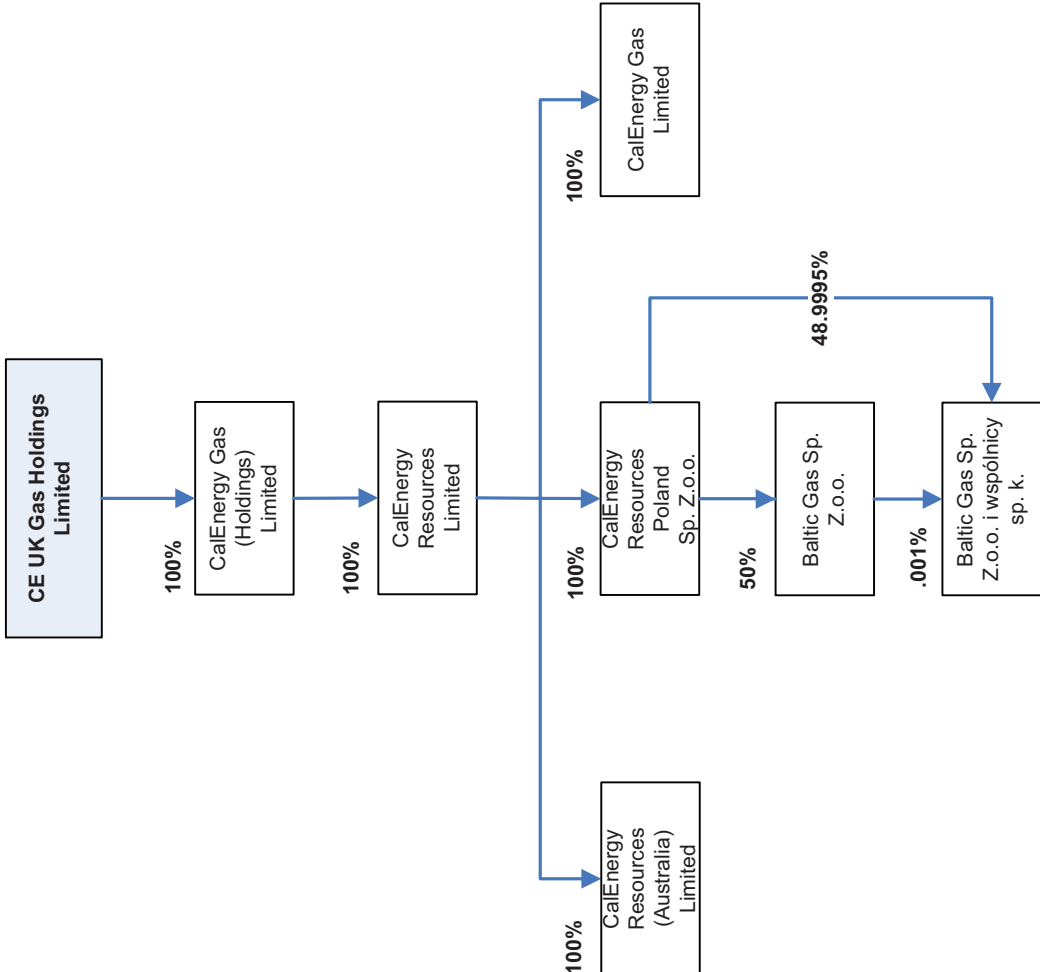 CE UK Gas Holdings
Limited
100%
CalEnergy Gas
(Holdings)
Limited
100%
CalEnergy
Resources
Limited
100%
CalEnergy
Resources
(Australia)
Limited
100%
CalEnergy
Resources
Poland
Sp. Z.o.o.
100%
CalEnergy Gas
Limited
50%
Baltic Gas Sp.
Z.o.o.
48.9995%
.001%
Baltic Gas Sp.
Z.o.o. i wspólnicy
sp. k.